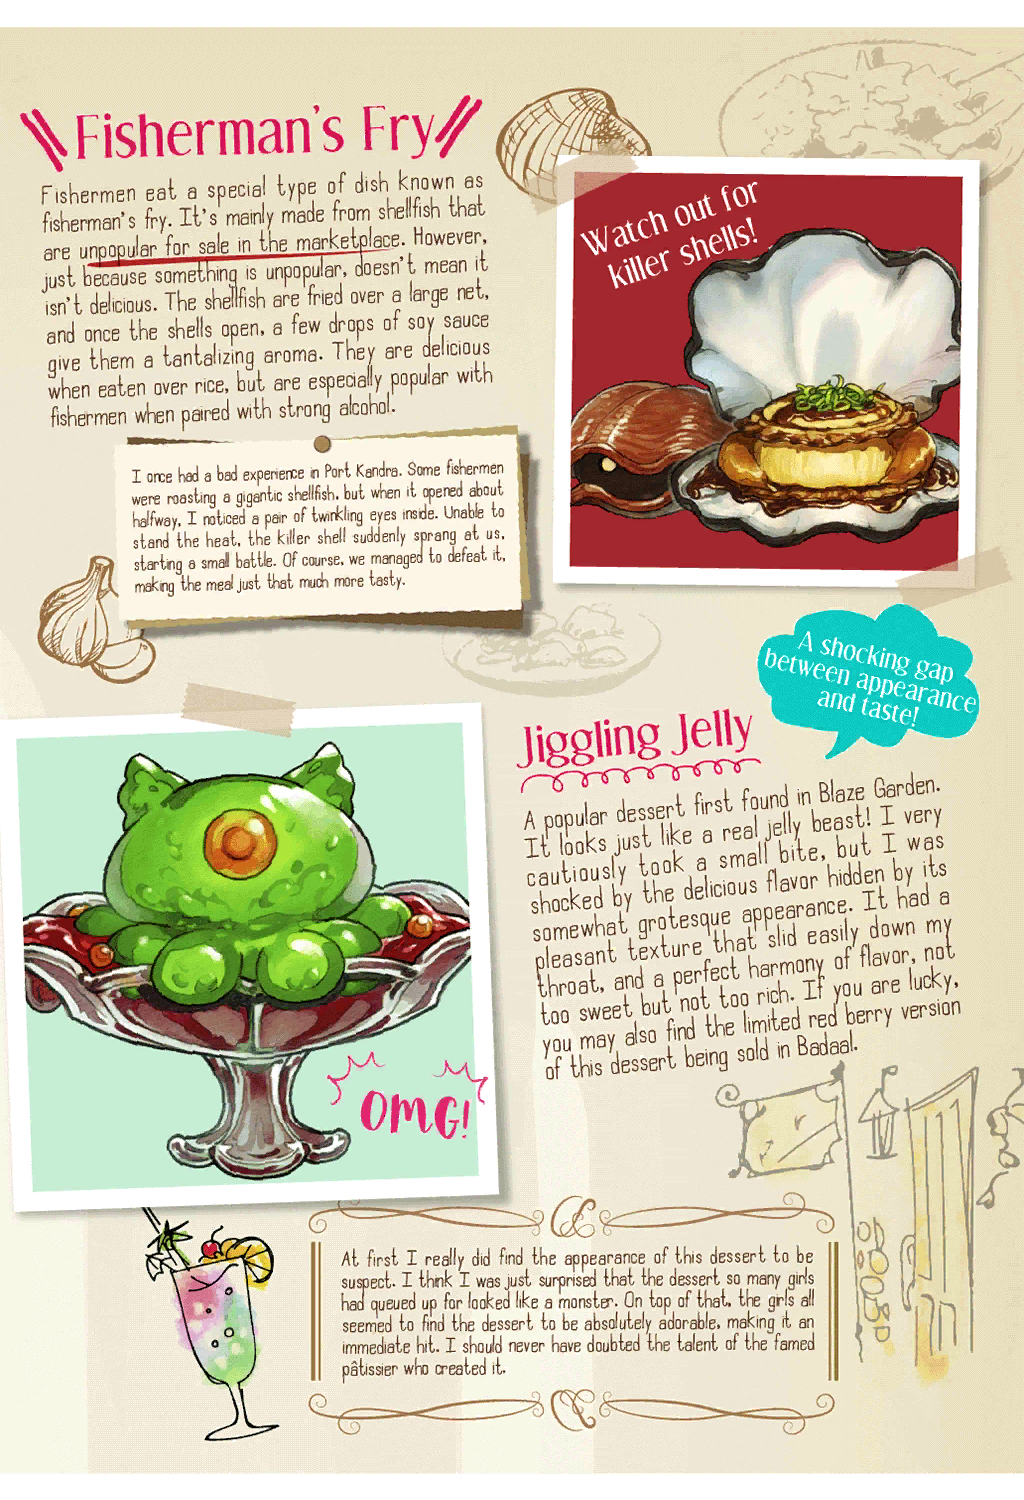 Fisherman's Fry
Fishermen eat a special type of dish known as
fisherman's fry. It's mainly made from shellfish that
are unpopular for sale in the marketplace. However,
just because something is unpopular, doesn't mean it
isn't delicious. The shellfish are fried over a large net,
and once the shells open, a few drops of soy sauce
give them a tantalizing aroma. They are delicious
when eaten over rice, but are especially popular with
fishermen when paired with strong alcohol.
Watch out for
killer shells!
I once had a bad experience in Port Kandra. Some fishermen
were roasting a gigantic shellfish, but when it opened about
halfway, I noticed a pair of twinkling eyes inside. Unable to
stand the heat, the killer shell suddenly sprang at us,
starting a small battle. Of course, we managed to defeat it,
making the meal just that much more tasty.
A shocking gap
between appearance
and taste!
Jiggling Jelly
A popular dessert first found in Blaze Garden.
It looks just like a real jelly beast! I very
cautiously took a small bite, but I was
shocked by the delicious flavor hidden by its
somewhat grotesque appearance. It had a
pleasant texture that slid easily down my
throat, and a perfect harmony of flavor, not
too sweet but not too rich. If you are lucky,
you may also find the limited red berry version
of this dessert being sold in Badaal.
OMG!
At first I really did find the appearance of this dessert to be
suspect. I think I was just surprised that the dessert so many girls
had queued up for looked like a monster. On top of that, the girls all
seemed to find the dessert to be absolutely adorable, making it an
immediate hit. I should never have doubted the talent of the famed
pâtissier who created it.